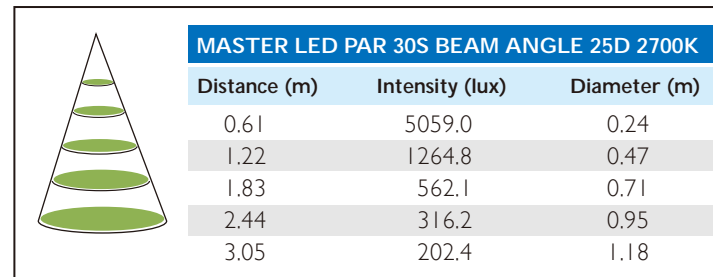 MASTER LED PAR 30S BEAM ANGLE 25D 2700K
Distance (m) Intensity (lux) Diameter (m)
0.61 5059.0 0.24
1.22 1264.8 0.47
1.83 562.1 0.71
2.44 316.2 0.95
3.05 202.4 1.18